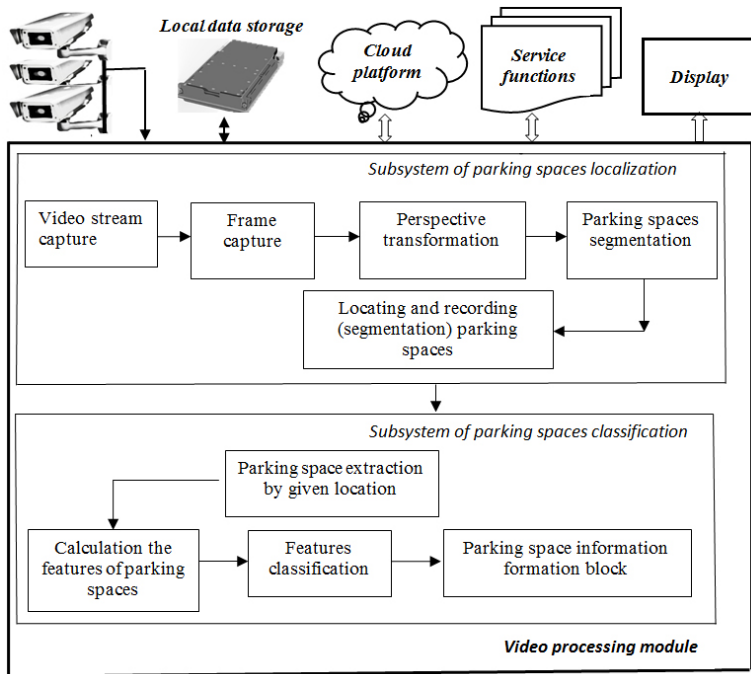 Local data storage
Cloud
platform
Service
functions
Display
Subsystem of parking spaces localization
Video stream
capture
Frame
capture
Perspective
transformation
Parking spaces
segmentation
Locating and recording
(segmentation) parking
spaces
Subsystem of parking spaces classification
Parking space extraction
by given location
Calculation the
features of parking
spaces
Features
classification
Parking space information
formation block
Video processing module